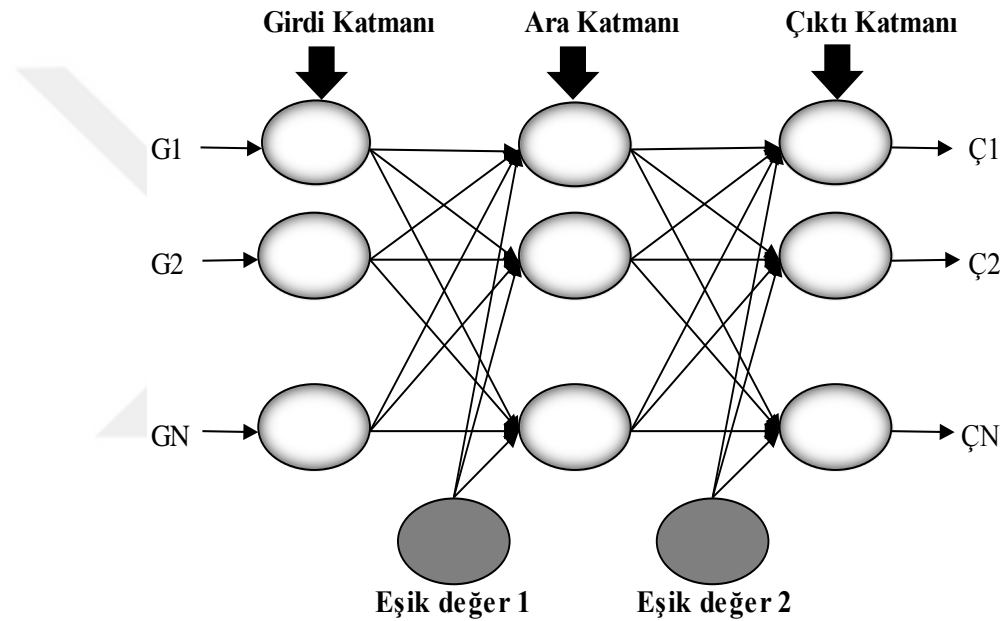 Girdi Katmanı Ara Katmanı Çıktı Katmanı
G1 Ç1
G2 Ç2
GN ÇN
Eşik değer 1 Eşik değer 2